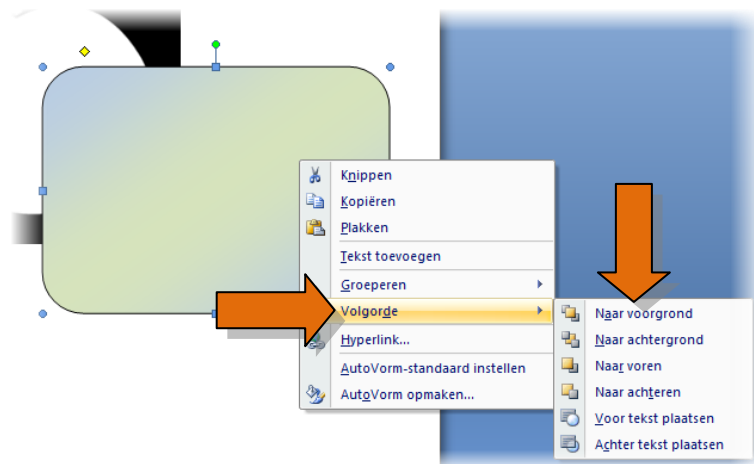 Knippen
Kopiëren
Plakken
Tekst toevoegen
Groeperen
Volgorde
Hyperlink...
AutoVorm-standaard instellen
AutoVorm opmaken...
Naar voorgrond
Naar achtergrond
Naar voren
Naar achteren
Voor tekst plaatsen
Achter tekst plaatsen